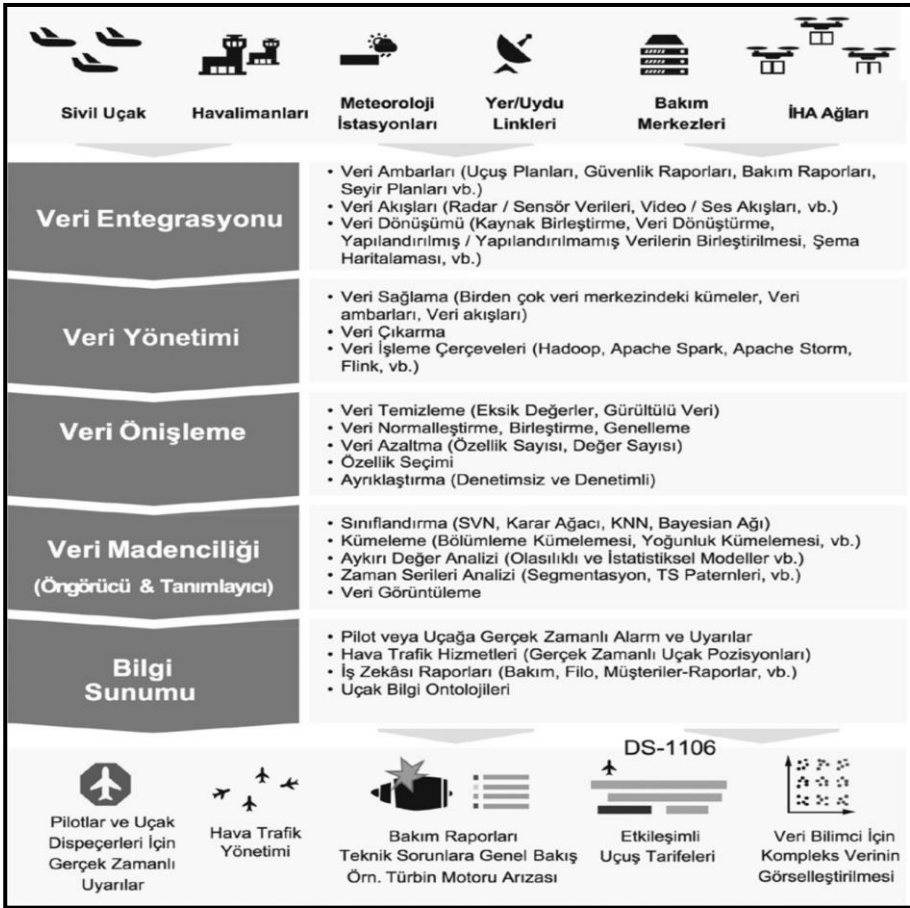 Sivil Uçak
Havalimanları
Meteoroloji
İstasyonları
Yer/Uydu
Linkleri
Bakım
Merkezleri
İHA Ağları
Veri Entegrasyonu
• Veri Ambarları (Uçuş Planları, Güvenlik Raporları, Bakım Raporları,
Seyir Planları vb.)
• Veri Akışları (Radar / Sensör Verileri, Video / Ses Akışları, vb.)
• Veri Dönüşümü (Kaynak Birleştirme, Veri Dönüştürme,
Yapılandırılmış / Yapılandırılmamış Verilerin Birleştirilmesi, Şema
Haritalaması, vb.)
Veri Yönetimi
• Veri Sağlama (Birden çok veri merkezindeki kümeler, Veri
ambarları, Veri akışları)
• Veri Çıkarma
• Veri İşleme Çerçeveleri (Hadoop, Apache Spark, Apache Storm,
Flink, vb.)
Veri Önişleme
• Veri Temizleme (Eksik Değerler, Gürültülü Veri)
• Veri Normalleştirme, Birleştirme, Genelleme
• Veri Azaltma (Özellik Sayısı, Değer Sayısı)
• Özellik Seçimi
• Ayrıklaştırma (Denetimsiz ve Denetimli)
Veri Madenciliği
(Öngörücü & Tanımlayıcı)
• Sınıflandırma (SVN, Karar Ağacı, KNN, Bayesian Ağı)
• Kümeleme (Bölümleme Kümelemesi, Yoğunluk Kümelemesi, vb.)
• Aykırı Değer Analizi (Olasılıklı ve İstatistiksel Modeller vb.)
• Zaman Serileri Analizi (Segmentasyon, TS Paternleri, vb.)
• Veri Görüntüleme
Bilgi
Sunumu
• Pilot veya Uçağa Gerçek Zamanlı Alarm ve Uyarılar
• Hava Trafik Hizmetleri (Gerçek Zamanlı Uçak Pozisyonları)
• İş Zekâsı Raporları (Bakım, Filo, Müşteriler-Raporlar, vb.)
• Uçak Bilgi Ontolojileri
Pilotlar ve Uçak
Dispeçerleri İçin
Gerçek Zamanlı
Uyarılar
Hava Trafik
Yönetimi
Bakım Raporları
Teknik Sorunlara Genel Bakış
Örn. Türbin Motoru Arızası
DS-1106
Etkileşimli
Uçuş Tarifeleri
Veri Bilimci İçin
Kompleks Verinin
Görselleştirilmesi